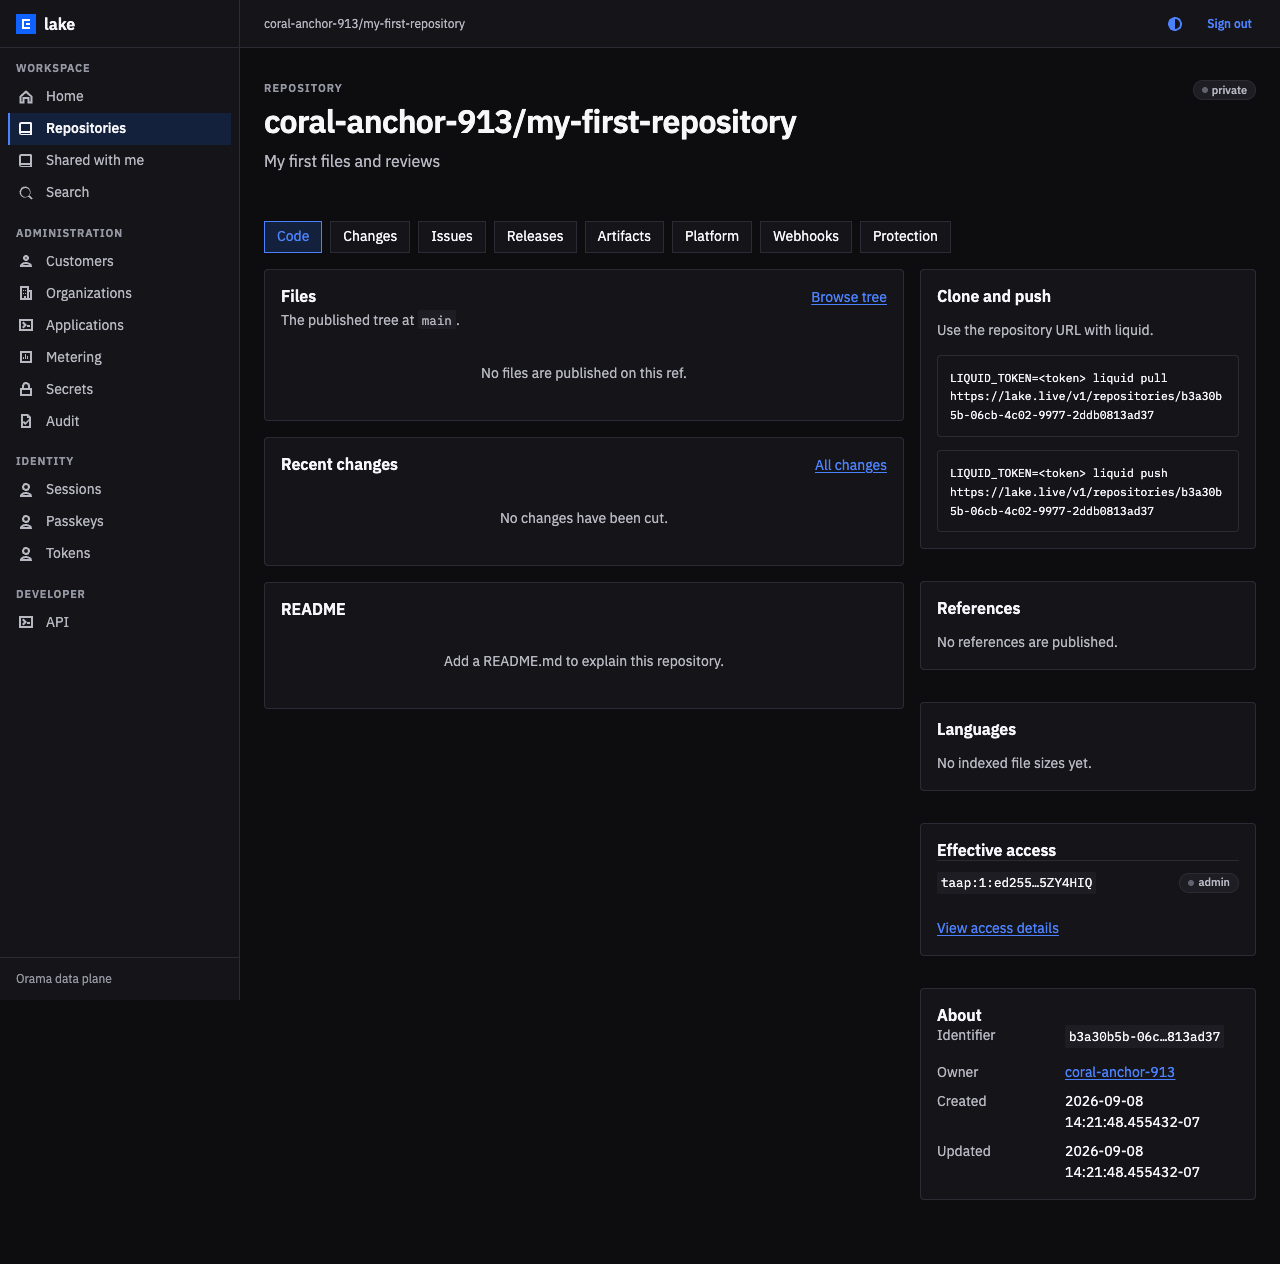 lake
coral-anchor-913/my-first-repository
Sign out
WORKSPACE
Home
Repositories
Shared with me
Search
ADMINISTRATION
Customers
Organizations
Applications
Metering
Secrets
Audit
IDENTITY
Sessions
Passkeys
Tokens
DEVELOPER
API
Orama data plane
REPOSITORY
private
coral-anchor-913/my-first-repository
My first files and reviews
Code
Changes
Issues
Releases
Artifacts
Platform
Webhooks
Protection
Files
Browse tree
The published tree at main.
No files are published on this ref.
Recent changes
All changes
No changes have been cut.
README
Add a README.md to explain this repository.
Clone and push
Use the repository URL with liquid.
LIQUID_TOKEN=<token> liquid pull
https://lake.live/v1/repositories/b3a30b
5b-06cb-4c02-9977-2ddb0813ad37
LIQUID_TOKEN=<token> liquid push
https://lake.live/v1/repositories/b3a30b
5b-06cb-4c02-9977-2ddb0813ad37
References
No references are published.
Languages
No indexed file sizes yet.
Effective access
taap:1:ed255…5ZY4HIQ
admin
View access details
About
Identifier
b3a30b5b-06c…813ad37
Owner
coral-anchor-913
Created
2026-09-08
14:21:48.455432-07
Updated
2026-09-08
14:21:48.455432-07